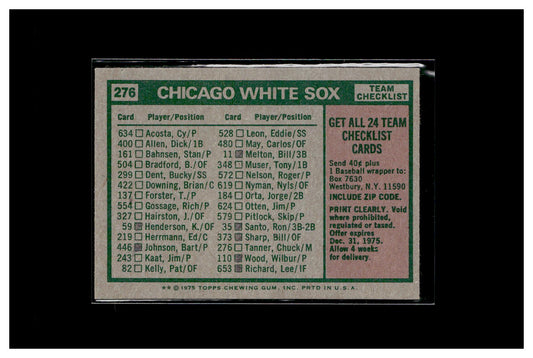 276 CHICAGO WHITE SOX TEAM CHECKLIST
Card Player/Position Card Player/Position
634 Acosta, Cy/P 528 Leon, Eddie/SS
400 Allen, Dick/1B 480 May, Carlos/OF
161 Bahnsen, Stan/P 11 Melton, Bill/3B
504 Bradford, B./OF 348 Muser, Tony/1B
299 Dent, Bucky/SS 572 Nelson, Roger/P
422 Downing, Brian/C 619 Nyman, Nyls/OF
137 Forster, T./P 184 Orta, Jorge/2B
554 Gossage, Rich/P 624 Otten, Jim/P
327 Hairston, J/OF 579 Pitlock, Skip/P
59 Henderson, K./OF 35 Santo, Ron/3B-2B
219 Herrmann, Ed/C 373 Sharp, Bill/OF
446 Johnson, Bart/P 276 Tanner, Chuck/M
243 Kaat, Jim/P 110 Wood, Wilbur/P
82 Kelly, Pat/OF 653 Richard, Lee/IF
GET ALL 24 TEAM
CHECKLIST
CARDS
Send 40¢ plus
1 Baseball wrapper to:
Box 7630
Westbury, N.Y. 11590
INCLUDE ZIP CODE.
PRINT CLEARLY. Void
where prohibited,
regulated or taxed.
Offer expires
Dec. 31, 1975.
Allow 4 weeks
for delivery.
** © 1975 TOPPS CHEWING GUM, INC. PRTD IN U.S.A.